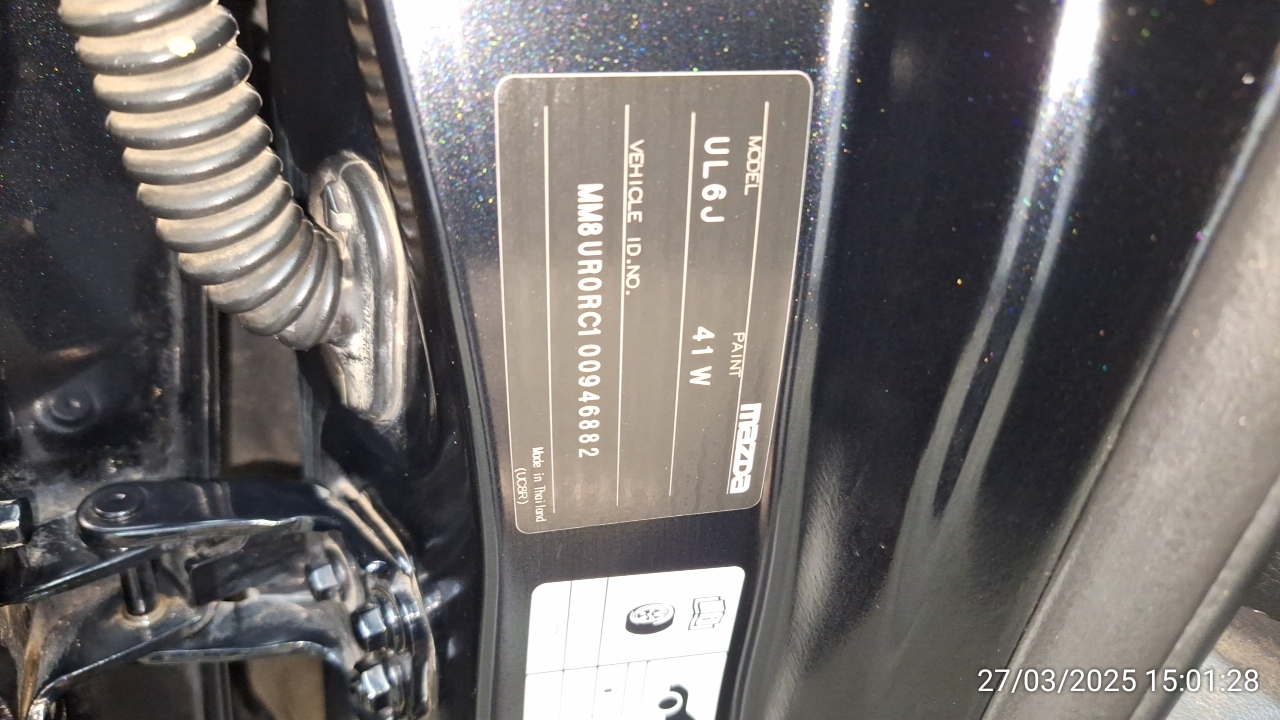 mazda
MODEL PAINT
UL6J 41W
VEHICLE ID.NO.
MM8UR0RC100946882
Made in Thailand
(UC8R)
27/03/2025 15:01:28